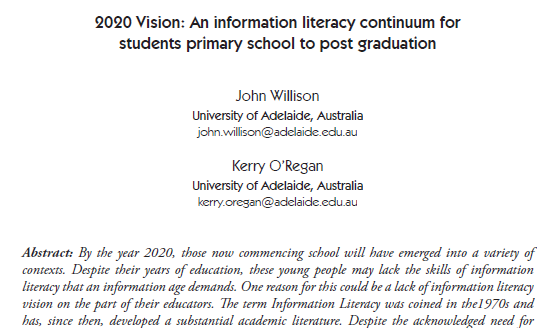 2020 Vision: An information literacy continuum for
students primary school to post graduation
John Willison
University of Adelaide, Australia
john.willison@adelaide.edu.au
Kerry O'Regan
University of Adelaide, Australia
kerry.oregan@adelaide.edu.au
Abstract: By the year 2020, those now commencing school will have emerged into a variety of
contexts. Despite their years of education, these young people may lack the skills of information
literacy that an information age demands. One reason for this could be a lack of information literacy
vision on the part of their educators. The term Information Literacy was coined in the1970s and
has, since then, developed a substantial academic literature. Despite the acknowledged need for